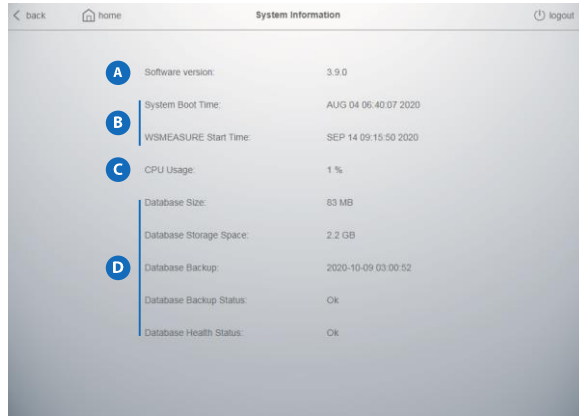 back home System Information logout
A Software version: 3.9.0
System Boot Time: AUG 04 06:40:07 2020
B
WSMEASURE Start Time: SEP 14 09:15:50 2020
C CPU Usage: 1 %
Database Size: 83 MB
Database Storage Space: 2.2 GB
D Database Backup: 2020-10-09 03:00:52
Database Backup Status: Ok
Database Health Status: Ok